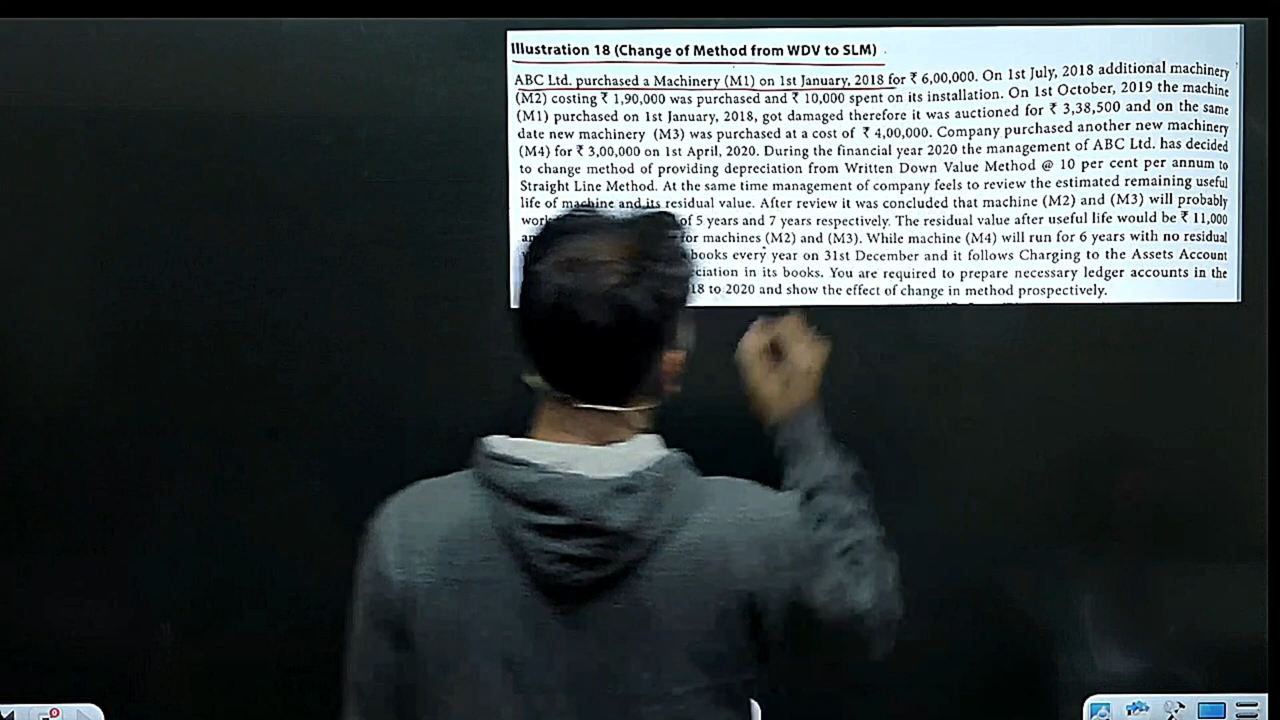 Illustration 18 (Change of Method from WDV to SLM)
ABC Ltd. purchased a Machinery (M1) on 1st January, 2018 for ₹ 6,00,000. On 1st July, 2018 additional machinery
(M2) costing ₹ 1,90,000 was purchased and ₹ 10,000 spent on its installation. On 1st October, 2019 the machine
(M1) purchased on 1st January, 2018, got damaged therefore it was auctioned for ₹ 3,38,500 and on the same
date new machinery (M3) was purchased at a cost of ₹ 4,00,000. Company purchased another new machinery
(M4) for ₹ 3,00,000 on 1st April, 2020. During the financial year 2020 the management of ABC Ltd. has decided
to change method of providing depreciation from Written Down Value Method @ 10 per cent per annum to
Straight Line Method. At the same time management of company feels to review the estimated remaining useful
life of machine and its residual value. After review it was concluded that machine (M2) and (M3) will probably
of 5 years and 7 years respectively. The residual value after useful life would be ₹ 11,000
for machines (M2) and (M3). While machine (M4) will run for 6 years with no residual
books every year on 31st December and it follows Charging to the Assets Account
in its books. You are required to prepare necessary ledger accounts in the
18 to 2020 and show the effect of change in method prospectively.